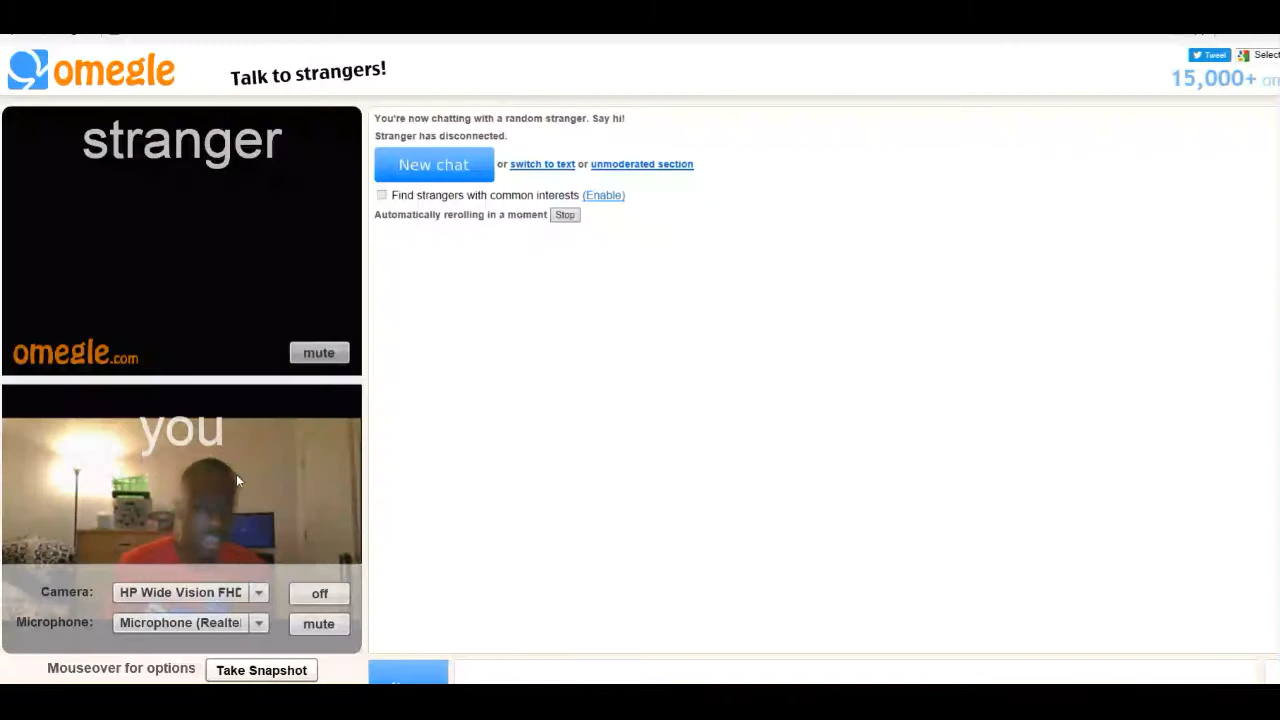 omegle
Talk to strangers!
Tweet
Select
15,000+
stranger
omegle.com
mute
You're now chatting with a random stranger. Say hi!
Stranger has disconnected.
New chat or switch to text or unmoderated section
Find strangers with common interests (Enable)
Automatically rerolling in a moment Stop
you
Camera: HP Wide Vision FHD off
Microphone: Microphone (Realte mute
Mouseover for options Take Snapshot